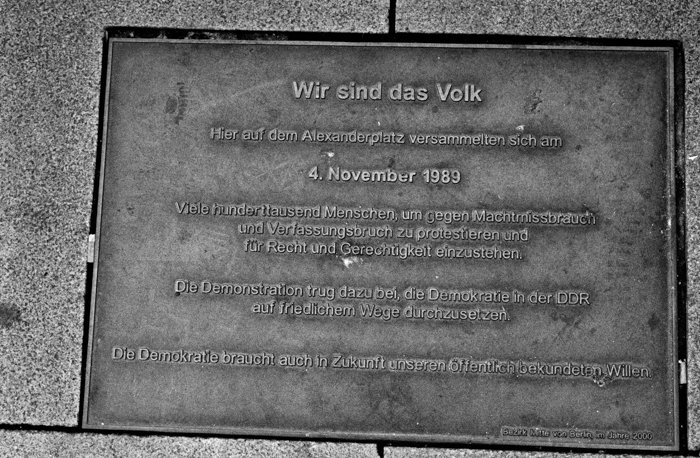 Wir sind das Volk
Hier auf dem Alexanderplatz versammelten sich am
4. November 1989
Viele hunderttausend Menschen, um gegen Machtmissbrauch
und Verfassungsbruch zu protestieren und
für Recht und Gerechtigkeit einzustehen.
Die Demonstration trug dazu bei, die Demokratie in der DDR
auf friedlichem Wege durchzusetzen.
Die Demokratie braucht auch in Zukunft unseren öffentlich bekundeten Willen.
Bezirk Mitte von Berlin, im Jahre 2000